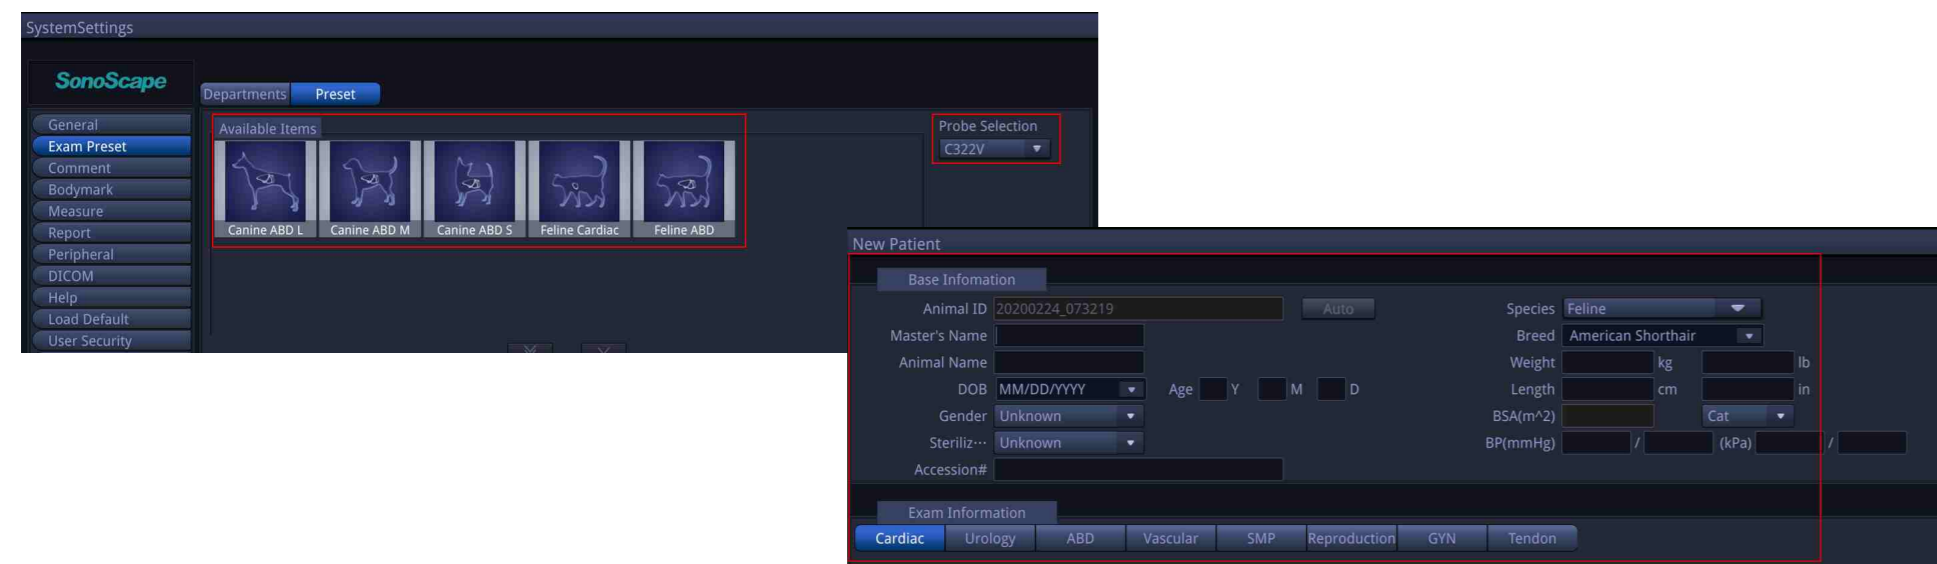 SystemSettings
SonoScape
Departments Preset
General
Exam Preset
Comment
Bodymark
Measure
Report
Peripheral
DICOM
Help
Load Default
User Security
Available Items
Canine ABD L Canine ABD M Canine ABD S Feline Cardiac Feline ABD
Probe Selection
C322V
New Patient
Base Infomation
Animal ID 20200224_073219 Auto Species Feline
Master's Name Breed American Shorthair
Animal Name Weight kg lb
DOB MM/DD/YYYY Age Y M D Length cm in
Gender Unknown BSA(m^2) Cat
Steriliz··· Unknown BP(mmHg) / (kPa) /
Accession#
Exam Information
Cardiac Urology ABD Vascular SMP Reproduction GYN Tendon